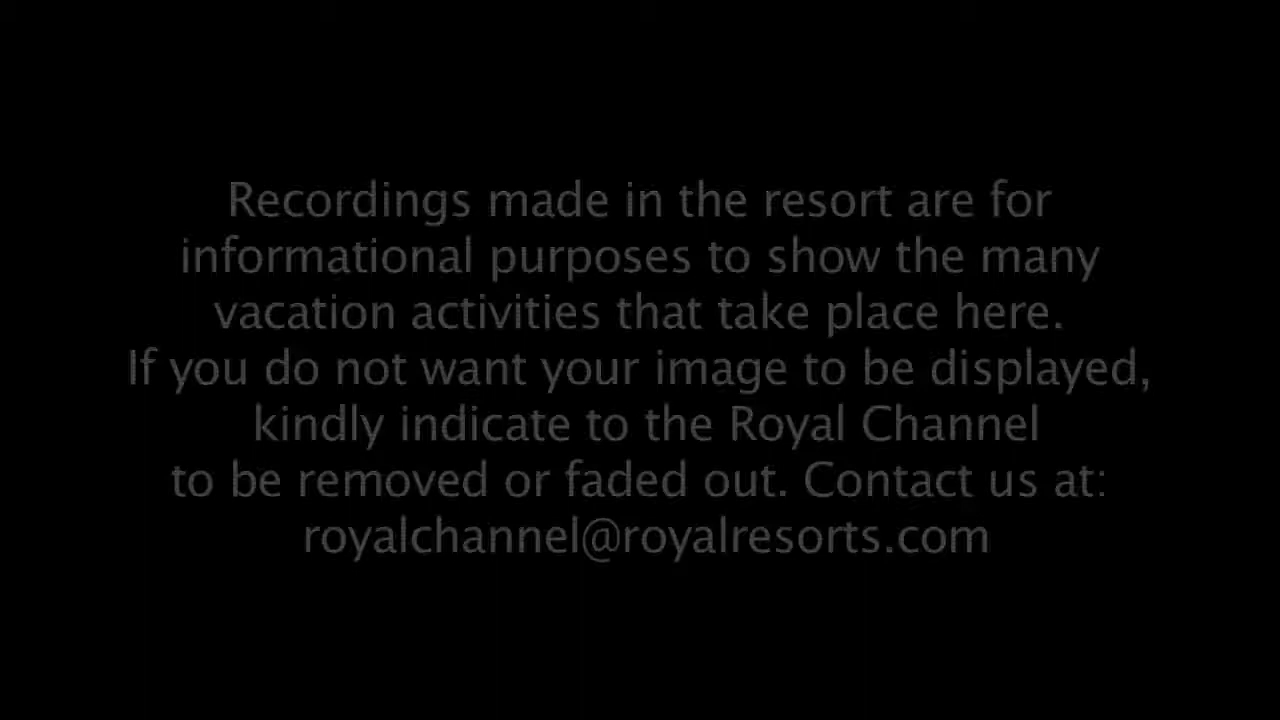 Recordings made in the resort are for
informational purposes to show the many
vacation activities that take place here.
If you do not want your image to be displayed,
kindly indicate to the Royal Channel
to be removed or faded out. Contact us at:
royalchannel@royalresorts.com